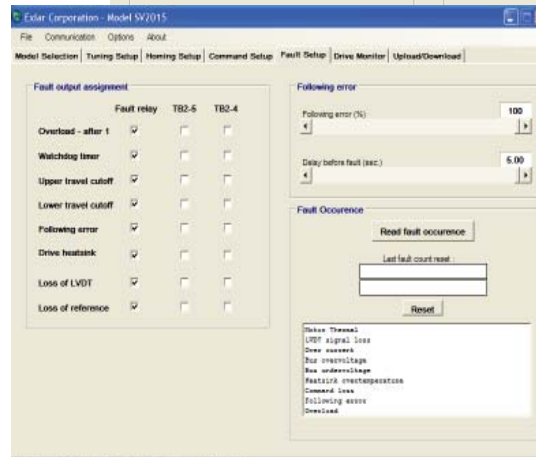 Exlar Corporation - Model SV2015
File Communication Options About
Model Selection Tuning Setup Homing Setup Command Setup Fault Setup Drive Monitor Upload/Download
Fault output assignment
Fault relay TB2-5 TB2-4
Overload - after 1
Watchdog timer
Upper travel cutoff
Lower travel cutoff
Following error
Drive heatsink
Loss of LVDT
Loss of reference
Following error
Following error (%) 100
Delay before fault (sec.) 5.00
Fault Occurence
Read fault occurence
Last fault count reset :
Reset
Motor Thermal
LVDT signal loss
Over current
Bus overvoltage
Bus undervoltage
Heatsink overtemperature
Command loss
Following error
Overload